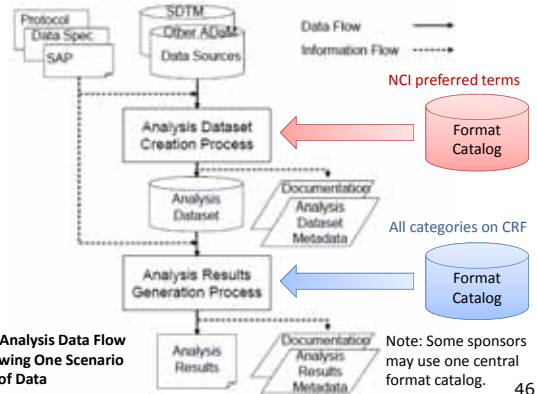 Protocol
Data Spec
SAP
SDTM
Other ADaM
Data Sources
Data Flow
Information Flow
NCI preferred terms
Format
Catalog
Analysis Dataset
Creation Process
Analysis
Dataset
Documentation
Analysis
Dataset
Metadata
All categories on CRF
Format
Catalog
Analysis Results
Generation Process
Analysis Data Flow
wing One Scenario
of Data
Analysis
Results
Documentation
Analysis
Results
Metadata
Note: Some sponsors
may use one central
format catalog.
46